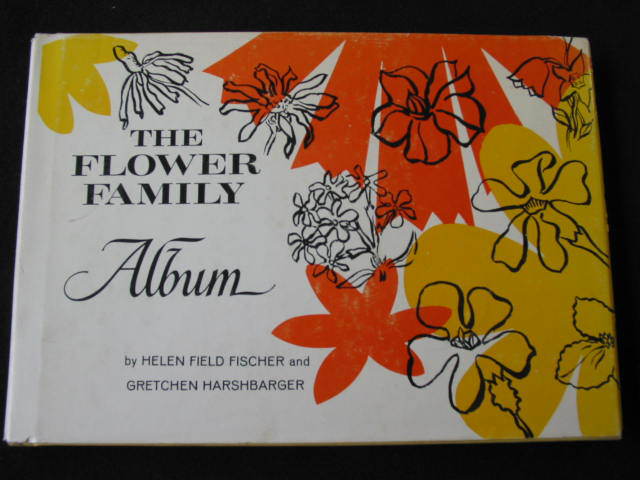 THE
FLOWER
FAMILY
Album
by HELEN FIELD FISCHER and
GRETCHEN HARSHBARGER